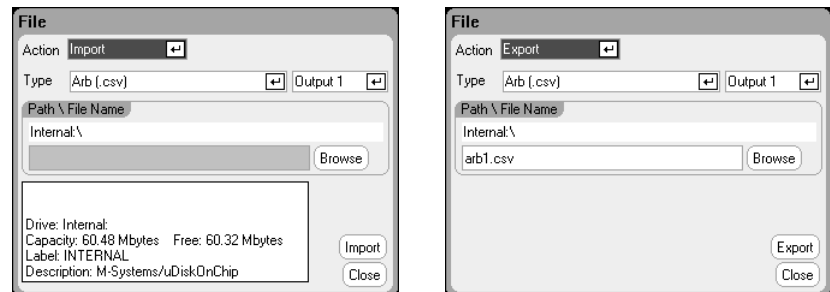 File
Action Import
Type Arb (.csv) Output 1
Path \ File Name
Internal:\
Browse
Drive: Internal:
Capacity: 60.48 Mbytes Free: 60.32 Mbytes
Label: INTERNAL
Description: M-Systems/uDiskOnChip
Import
Close
File
Action Export
Type Arb (.csv) Output 1
Path \ File Name
Internal:\
arb1.csv Browse
Export
Close